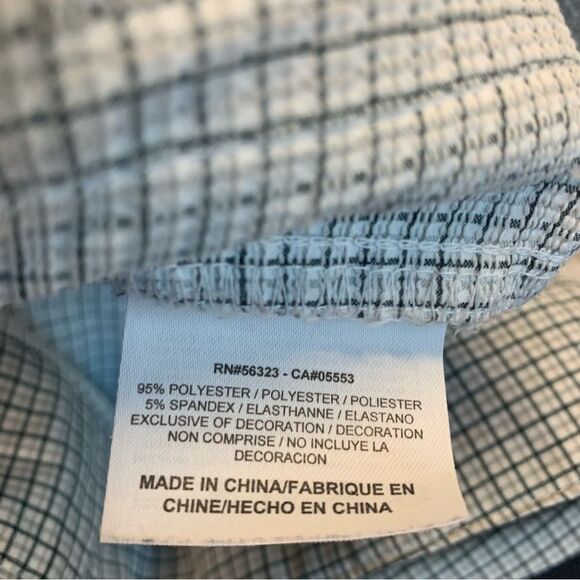 RN#56323 - CA#05553
95% POLYESTER / POLYESTER / POLIESTER
5% SPANDEX / ELASTHANNE / ELASTANO
EXCLUSIVE OF DECORATION / DECORATION
NON COMPRISE / NO INCLUYE LA
DECORACION
MADE IN CHINA/FABRIQUE EN
CHINE/HECHO EN CHINA